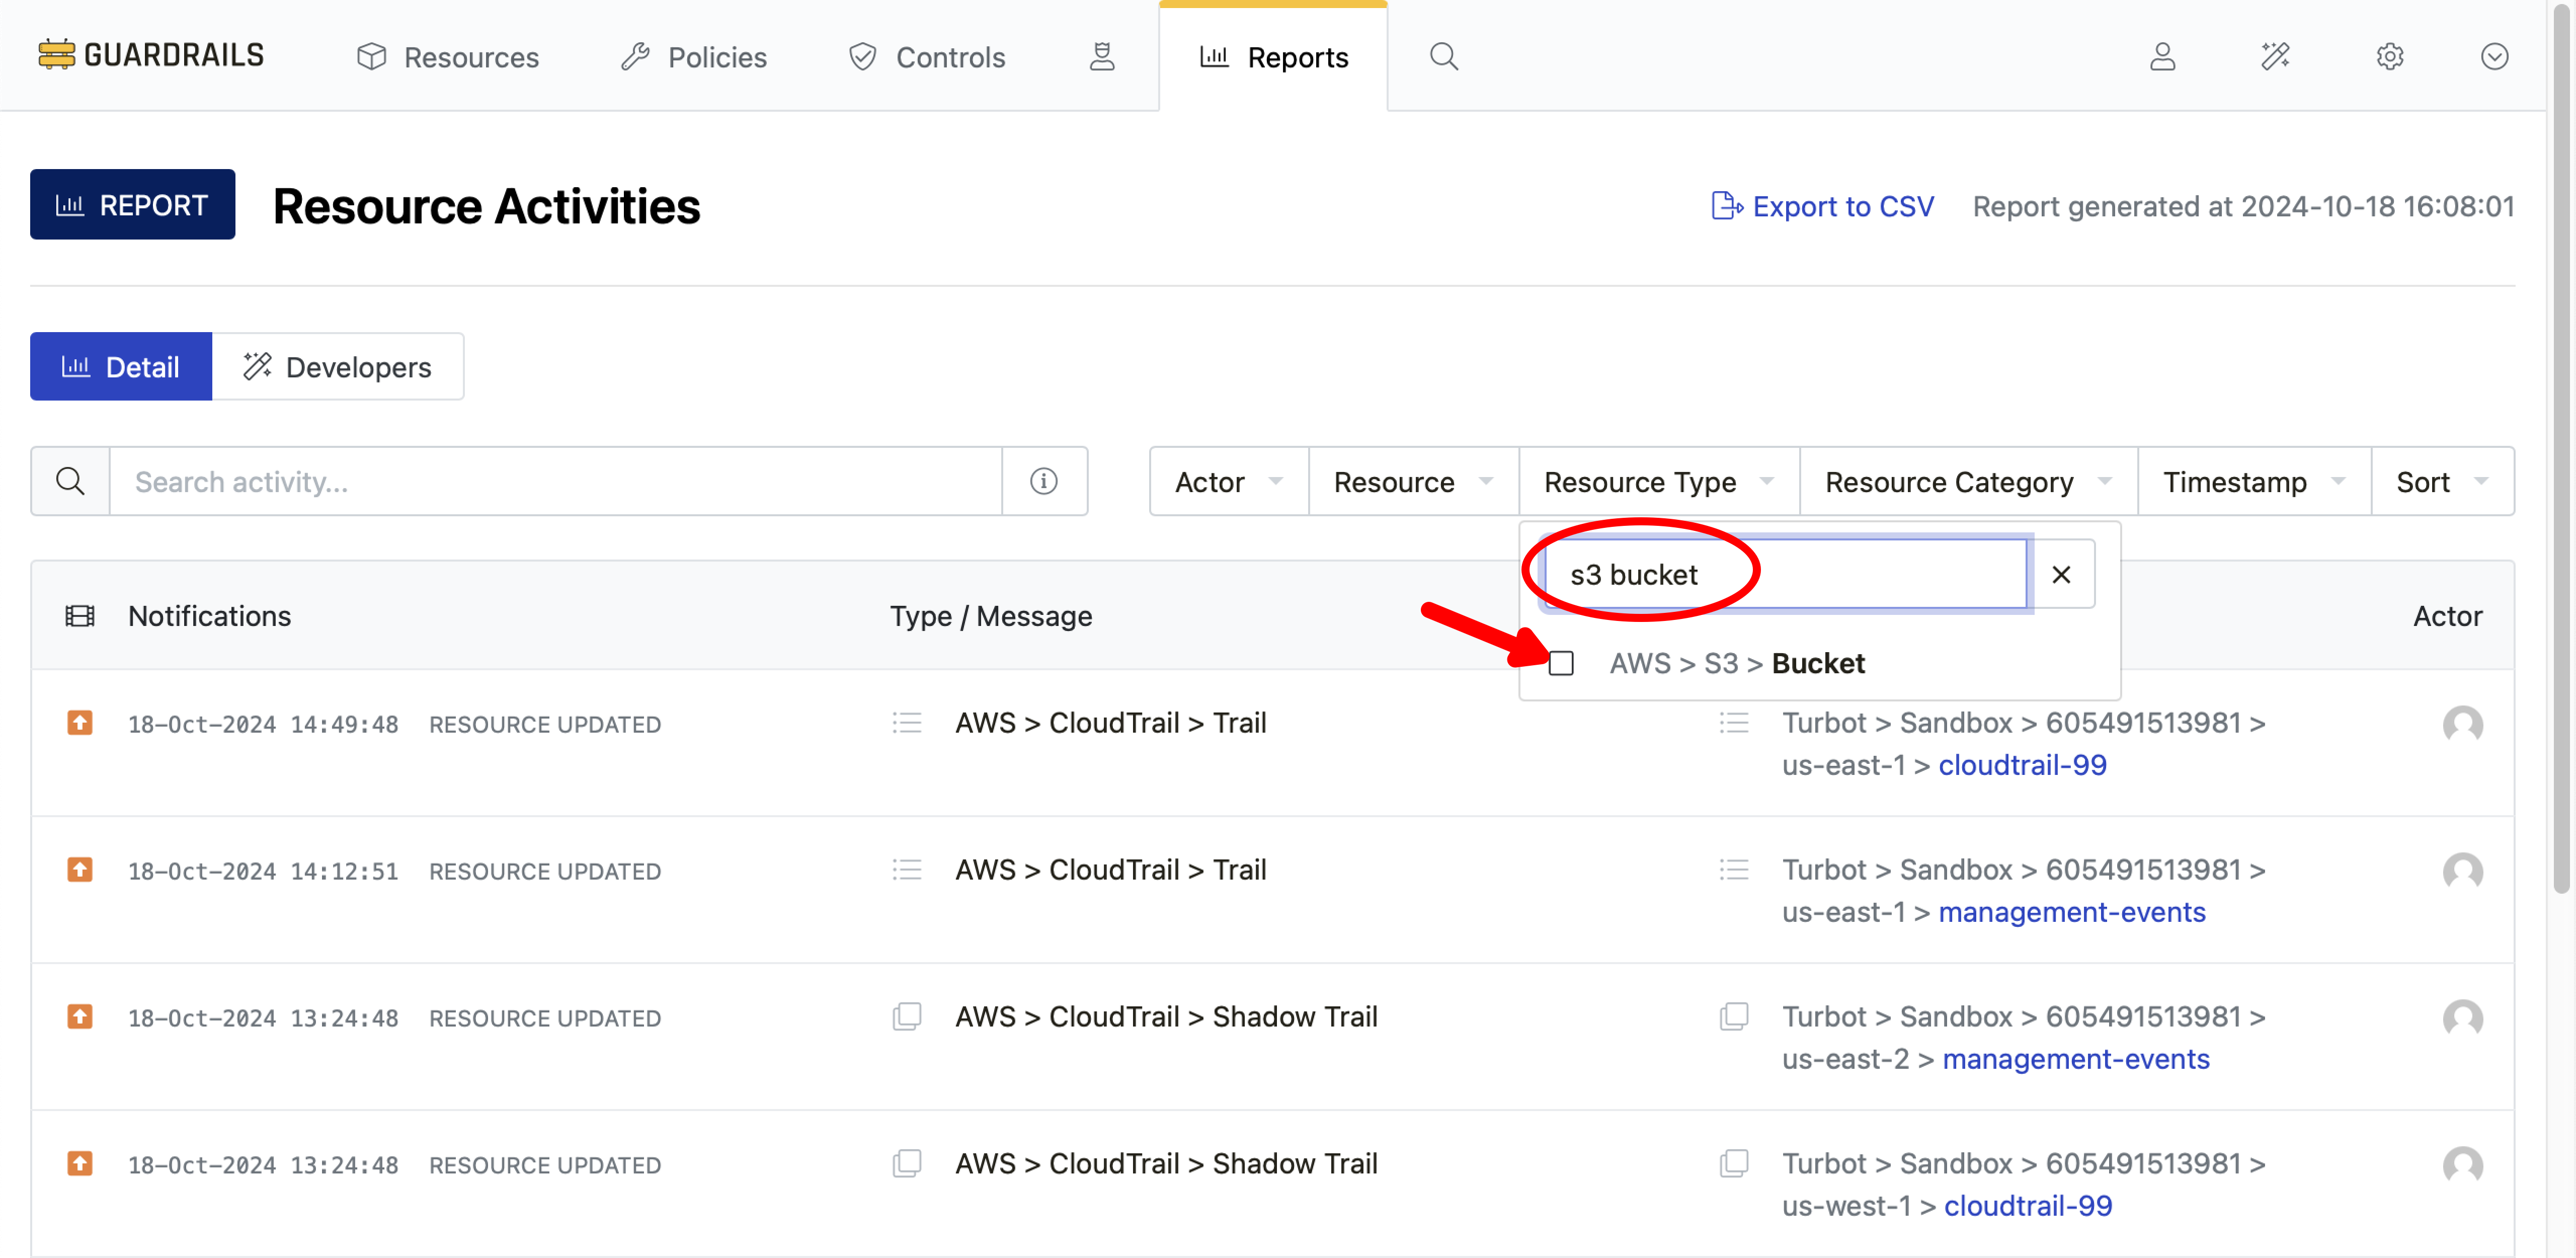 GUARDRAILS Resources Policies Controls Reports
REPORT Resource Activities Export to CSV Report generated at 2024-10-18 16:08:01
Detail Developers
Search activity... Actor Resource Resource Type Resource Category Timestamp Sort
s3 bucket
Notifications Type / Message Actor
AWS > S3 > Bucket
18-Oct-2024 14:49:48 RESOURCE UPDATED AWS > CloudTrail > Trail Turbot > Sandbox > 605491513981 >
us-east-1 > cloudtrail-99
18-Oct-2024 14:12:51 RESOURCE UPDATED AWS > CloudTrail > Trail Turbot > Sandbox > 605491513981 >
us-east-1 > management-events
18-Oct-2024 13:24:48 RESOURCE UPDATED AWS > CloudTrail > Shadow Trail Turbot > Sandbox > 605491513981 >
us-east-2 > management-events
18-Oct-2024 13:24:48 RESOURCE UPDATED AWS > CloudTrail > Shadow Trail Turbot > Sandbox > 605491513981 >
us-west-1 > cloudtrail-99